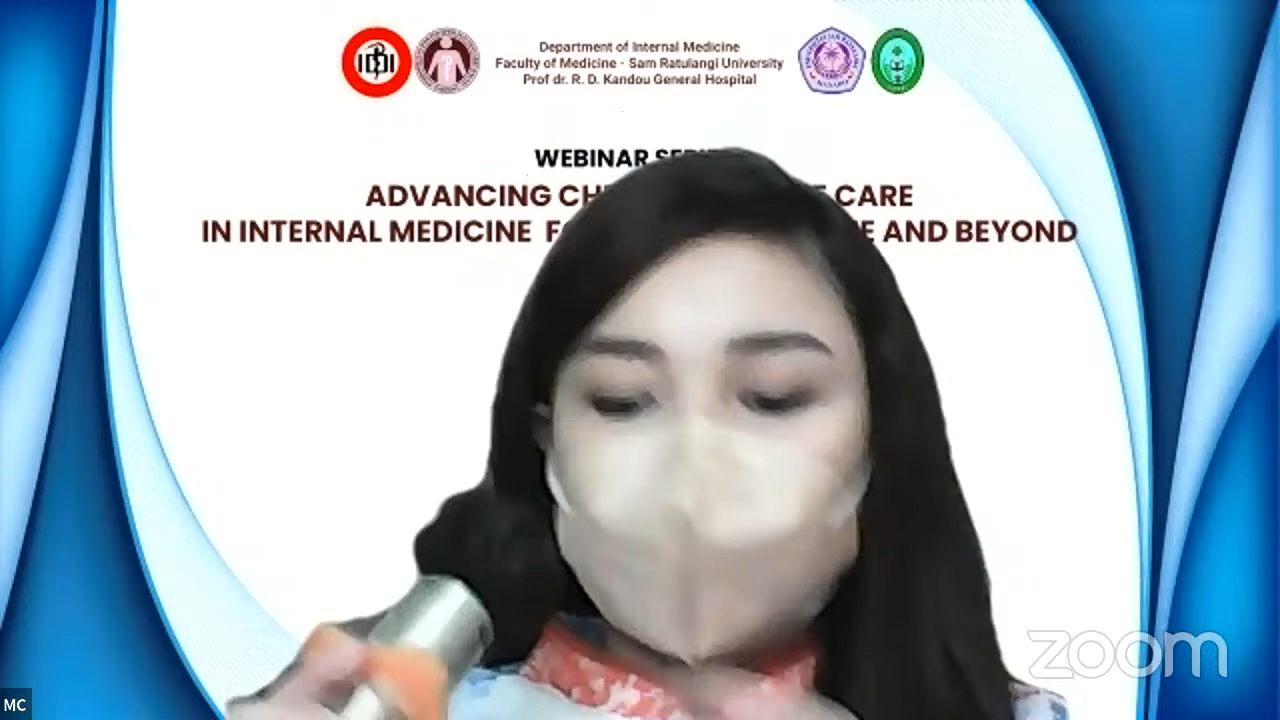 IDI
Department of Internal Medicine
Faculty of Medicine - Sam Ratulangi University
Prof dr. R. D. Kandou General Hospital
WEBINAR
ADVANCING CARE
IN INTERNAL MEDICINE AND BEYOND
zoom
MC